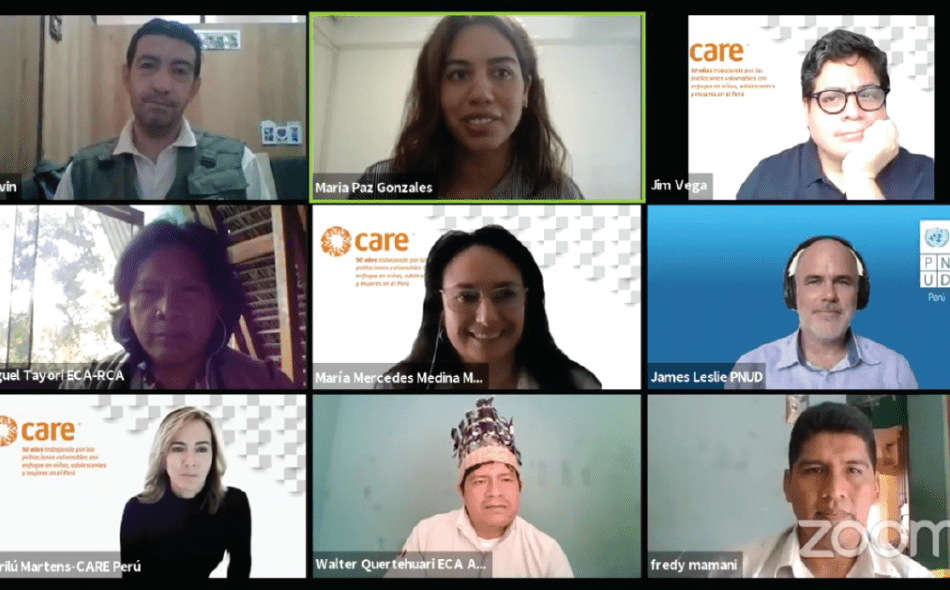 vin
Maria Paz Gonzales
care
50 años trabajando por las
poblaciones vulnerables con
enfoque en niñas, adolescentes
y mujeres en el Perú
Jim Vega
guel Tayori ECA-RCA
care
50 años trabajando por las
poblaciones vulnerables
enfoque en niñas,
y mujeres en el Perú
María Mercedes Medina M...
P N
U D
Perú
James Leslie PNUD
care
50 años trabajando por las
poblaciones vulnerables con
enfoque en niñas, adolescentes
y mujeres en el Perú
rilú Martens-CARE Perú
Walter Quertehuari ECA A...
fredy mamani
zoom